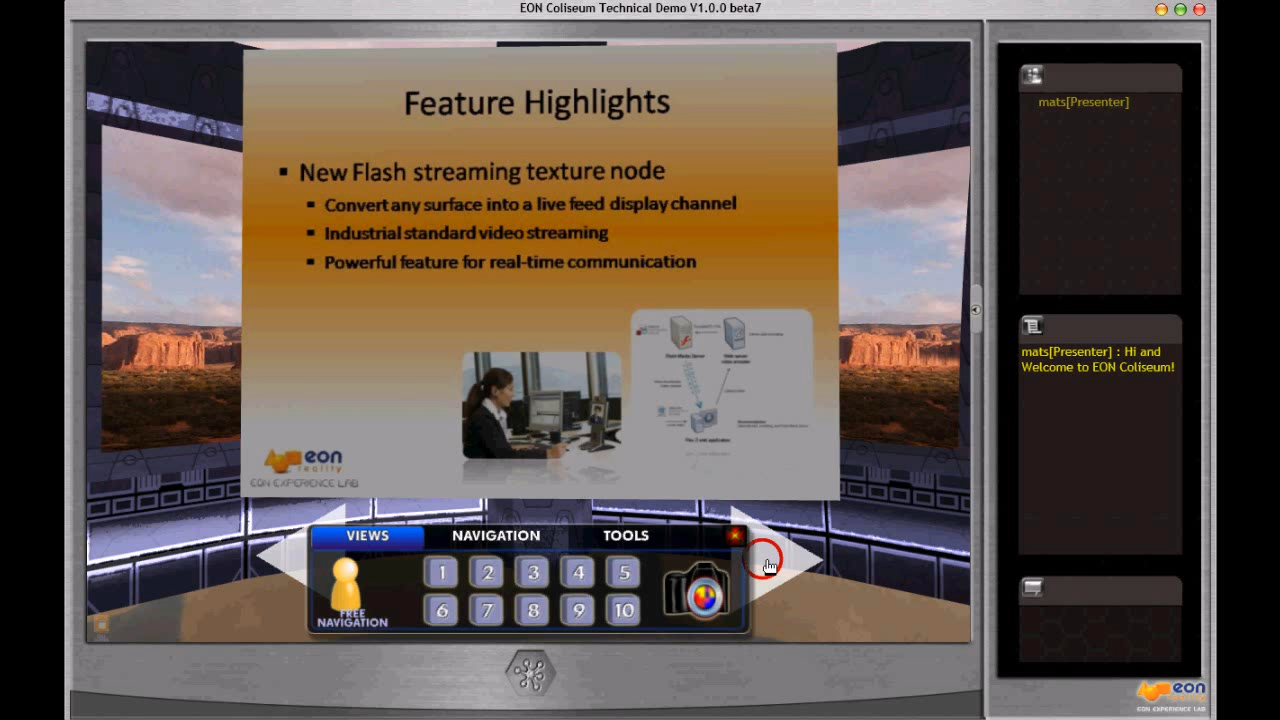 EON Coliseum Technical Demo V1.0.0 beta7
Feature Highlights
New Flash streaming texture node
Convert any surface into a live feed display channel
Industrial standard video streaming
Powerful feature for real-time communication
eon
reality
EON EXPERIENCE LAB
VIEWS
NAVIGATION
TOOLS
FREE
NAVIGATION
1 2 3 4 5
6 7 8 9 10
mats[Presenter]
mats[Presenter] : Hi and
Welcome to EON Coliseum!
eon
reality
EON EXPERIENCE LAB